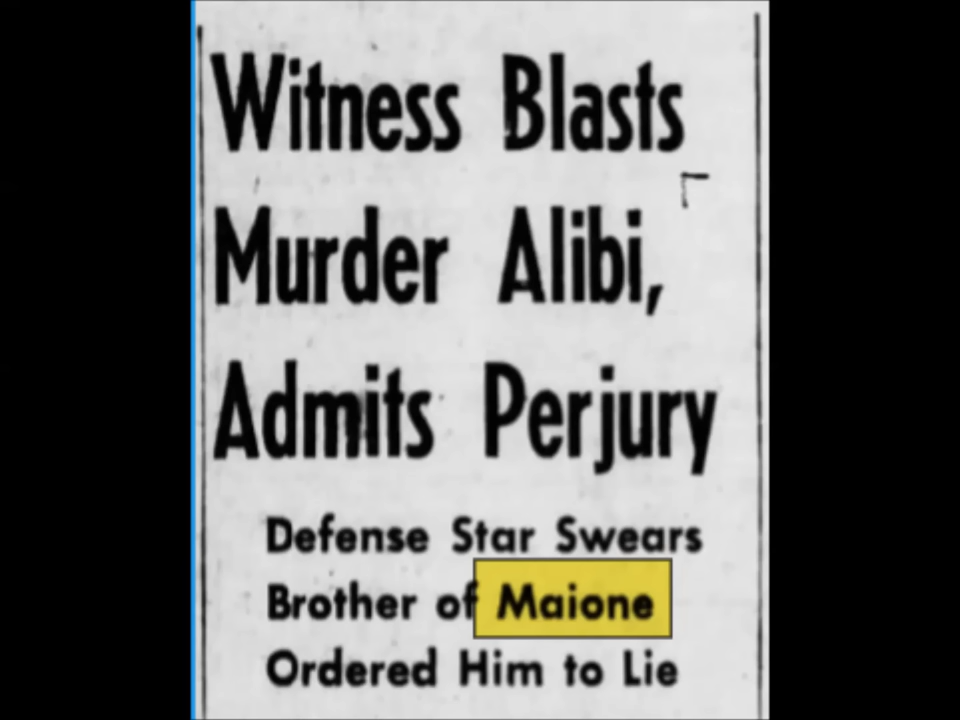 Witness Blasts
Murder Alibi,
Admits Perjury
Defense Star Swears
Brother of Maione
Ordered Him to Lie